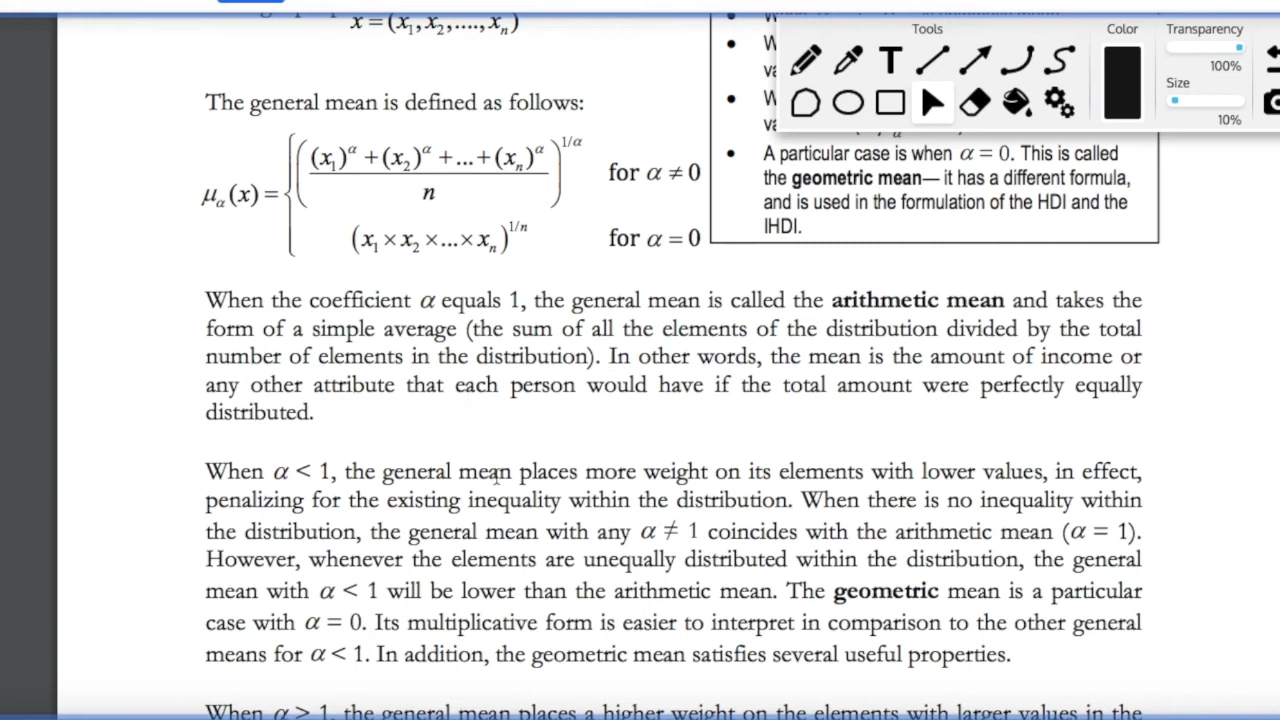 x = (x₁, x₂, ...., xₙ)
Tools
Color
Transparency
100%
Size
10%
The general mean is defined as follows:
μ_α(x) = { ( ((x₁)^α + (x₂)^α + ... + (xₙ)^α) / n )^(1/α) for α ≠ 0
(x₁ × x₂ × ... × xₙ)^(1/n) for α = 0
• A particular case is when α = 0. This is called
the geometric mean— it has a different formula,
and is used in the formulation of the HDI and the
IHDI.
When the coefficient α equals 1, the general mean is called the arithmetic mean and takes the
form of a simple average (the sum of all the elements of the distribution divided by the total
number of elements in the distribution). In other words, the mean is the amount of income or
any other attribute that each person would have if the total amount were perfectly equally
distributed.
When α < 1, the general mean places more weight on its elements with lower values, in effect,
penalizing for the existing inequality within the distribution. When there is no inequality within
the distribution, the general mean with any α ≠ 1 coincides with the arithmetic mean (α = 1).
However, whenever the elements are unequally distributed within the distribution, the general
mean with α < 1 will be lower than the arithmetic mean. The geometric mean is a particular
case with α = 0. Its multiplicative form is easier to interpret in comparison to the other general
means for α < 1. In addition, the geometric mean satisfies several useful properties.
When α > 1, the general mean places a higher weight on the elements with larger values in the